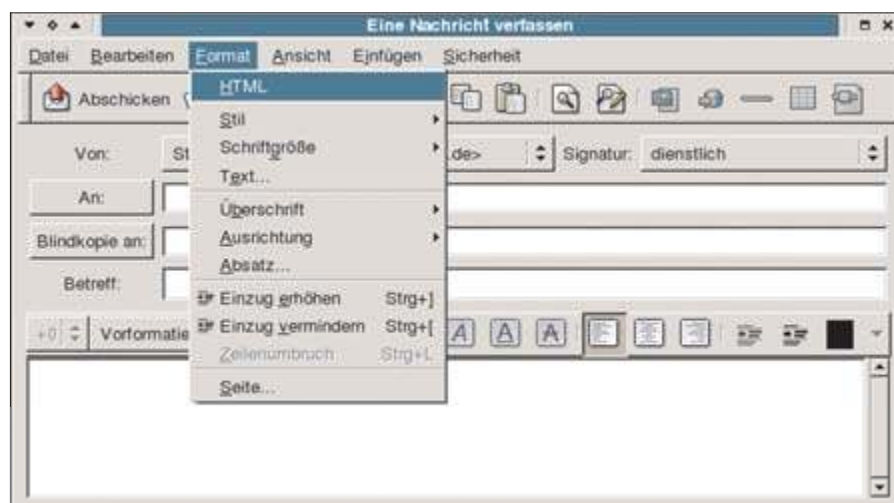 Eine Nachricht verfassen
Datei Bearbeiten Format Ansicht Einfügen Sicherheit
Abschicken
HTML
Stil
Schriftgröße
Text...
Überschrift
Ausrichtung
Absatz...
Einzug erhöhen Strg+]
Einzug vermindern Strg+[
Zeilenumbruch Strg+L
Seite...
Von: St .de> Signatur: dienstlich
An:
Blindkopie an:
Betreff:
+0 Vorformatie A A A